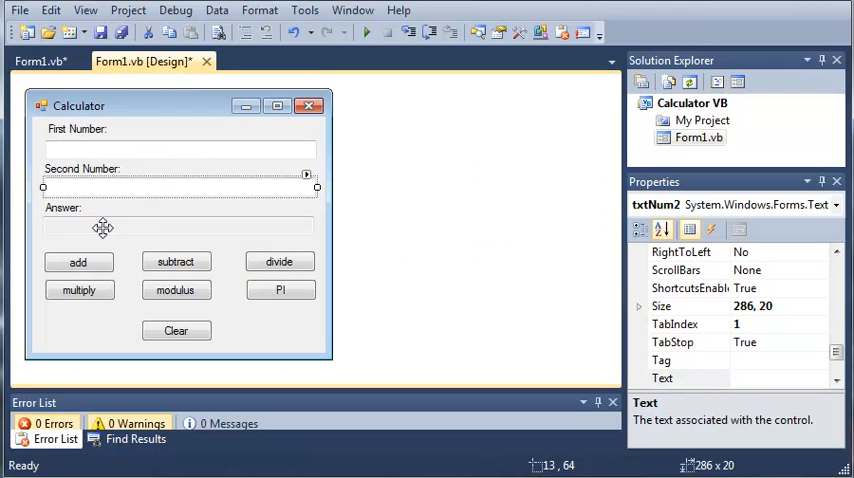 File Edit View Project Debug Data Format Tools Window Help
Form1.vb* Form1.vb [Design]*
Calculator
First Number:
Second Number:
Answer:
add subtract divide
multiply modulus PI
Clear
Solution Explorer
Calculator VB
My Project
Form1.vb
Properties
txtNum2 System.Windows.Forms.Text
RightToLeft No
ScrollBars None
ShortcutsEnable True
Size 286, 20
TabIndex 1
TabStop True
Tag
Text
Text
The text associated with the control.
Error List
0 Errors 0 Warnings 0 Messages
Error List Find Results
Ready 13 , 64 286 x 20